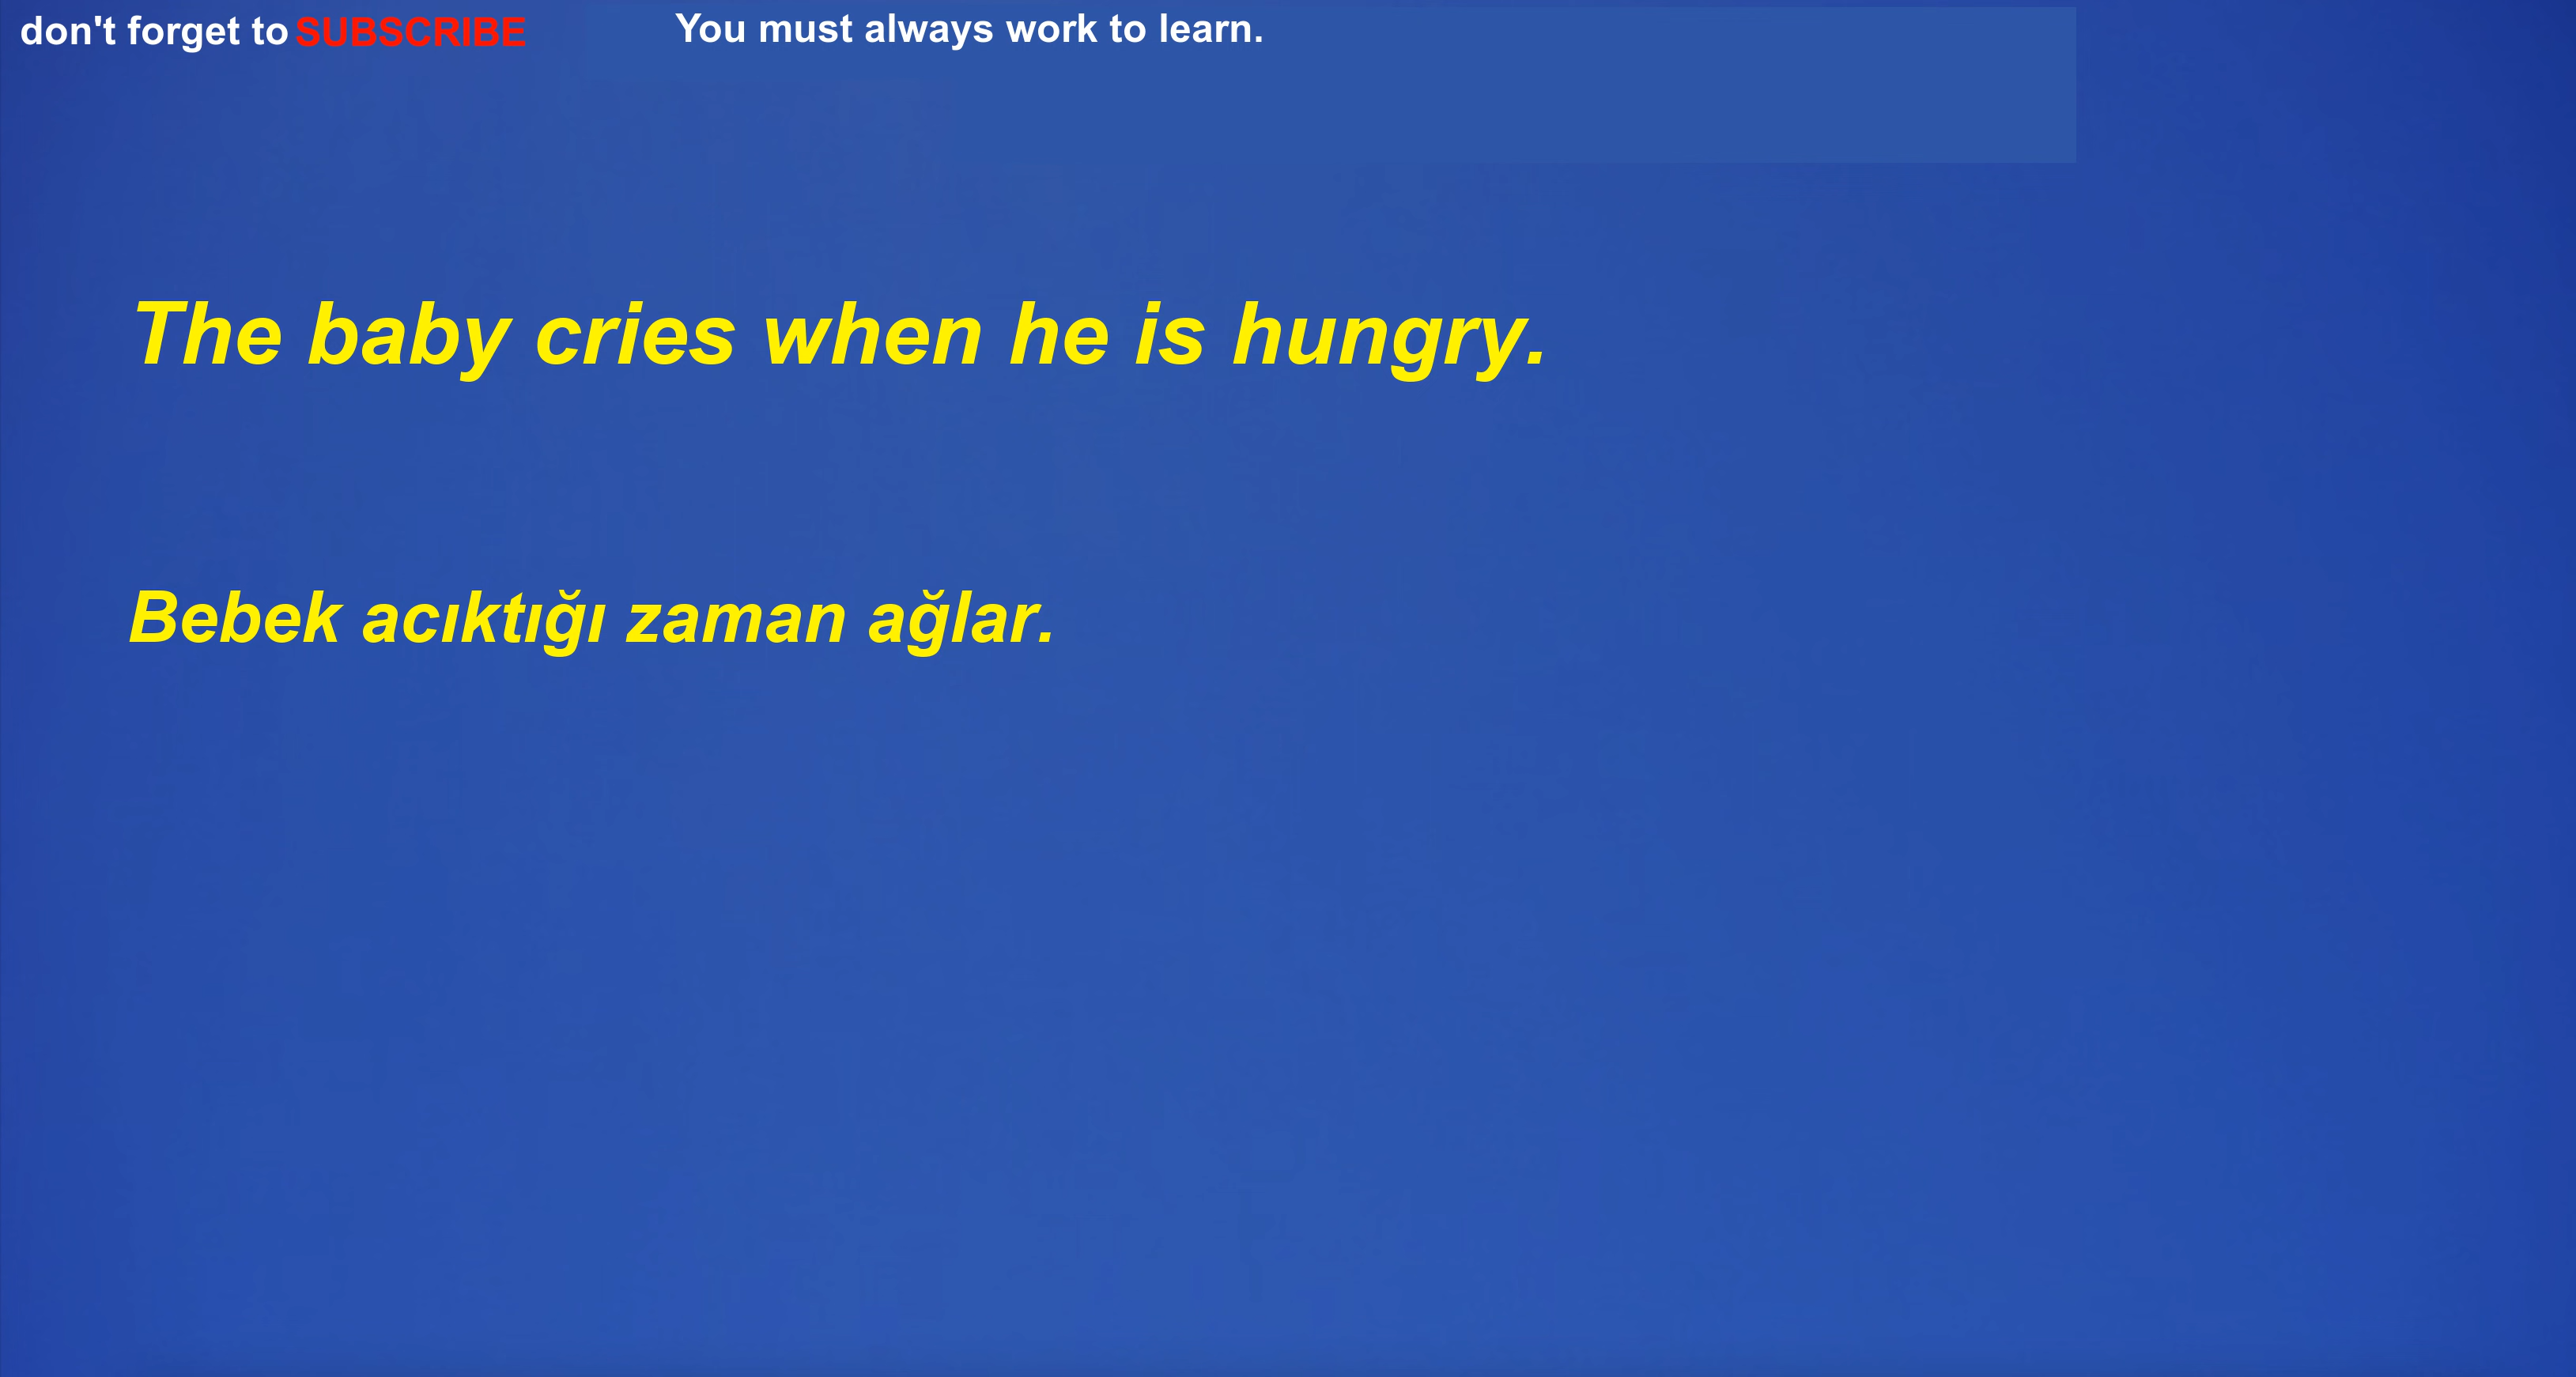 don't forget to SUBSCRIBE
You must always work to learn.
The baby cries when he is hungry.
Bebek acıktığı zaman ağlar.